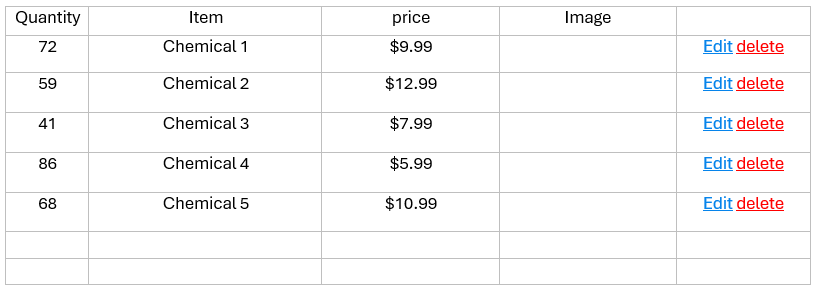 Quantity Item price Image
72 Chemical 1 $9.99 Edit delete
59 Chemical 2 $12.99 Edit delete
41 Chemical 3 $7.99 Edit delete
86 Chemical 4 $5.99 Edit delete
68 Chemical 5 $10.99 Edit delete